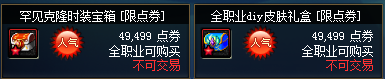 罕见克隆时装宝箱 [限点券]
人气
49,499 点券
全职业可购买
不可交易
全职业diy皮肤礼盒 [限点券]
人气
49,499 点券
全职业可购买
不可交易